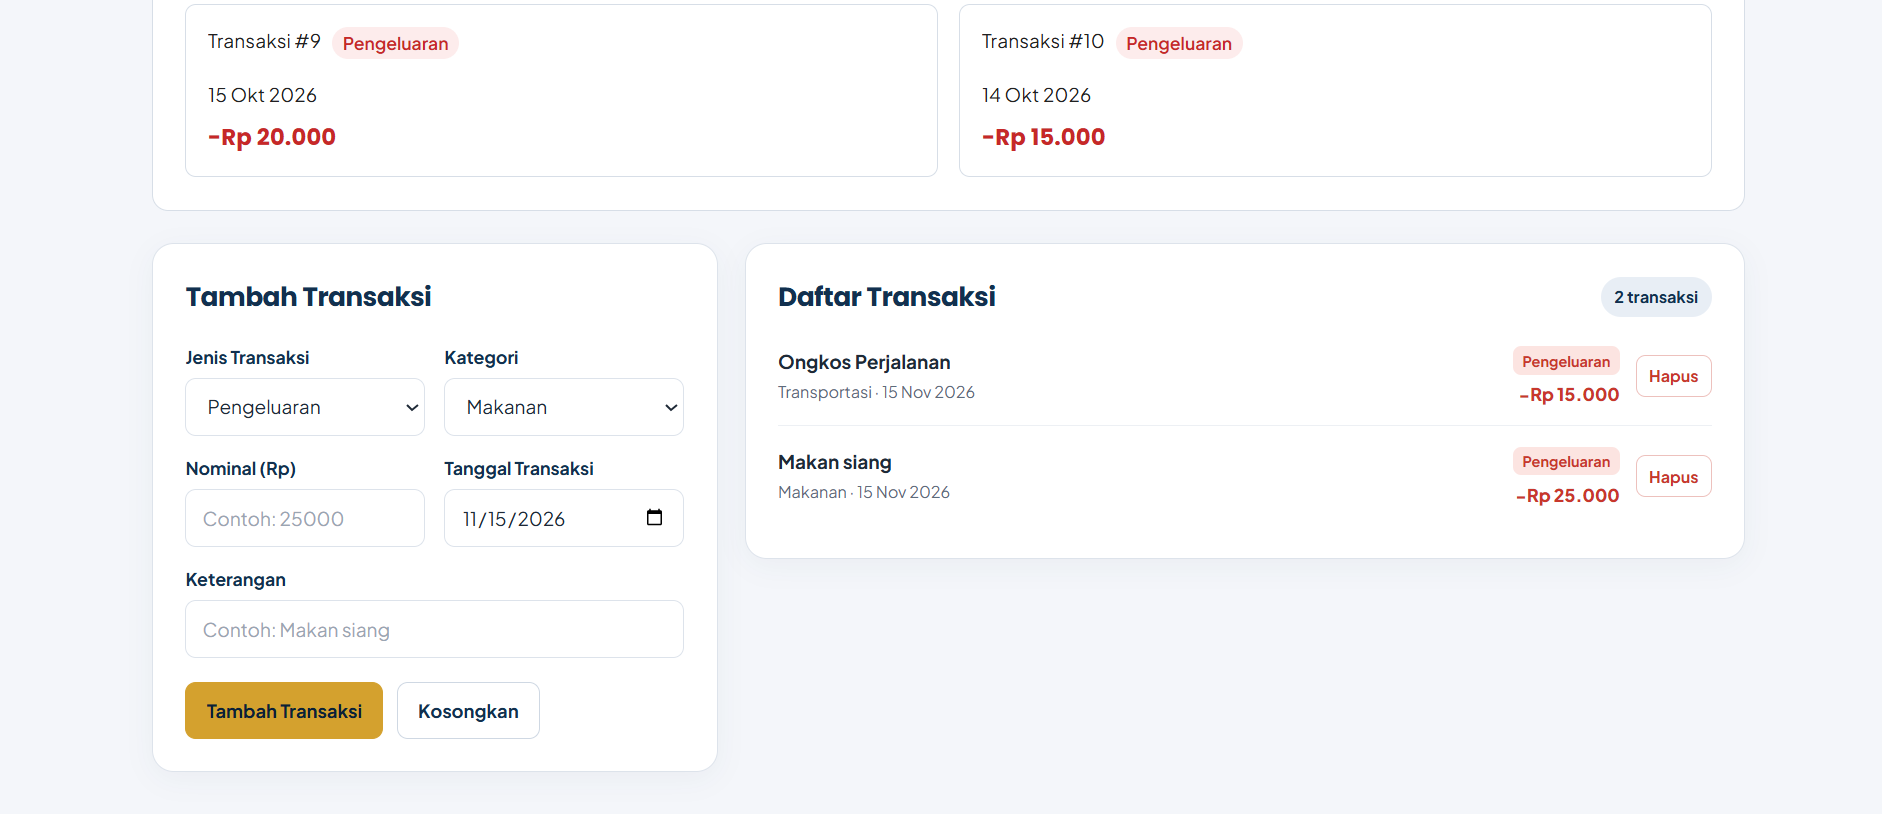 Transaksi #9 Pengeluaran
15 Okt 2026
-Rp 20.000
Transaksi #10 Pengeluaran
14 Okt 2026
-Rp 15.000
Tambah Transaksi
Jenis Transaksi
Pengeluaran
Kategori
Makanan
Nominal (Rp)
Contoh: 25000
Tanggal Transaksi
11/15/2026
Keterangan
Contoh: Makan siang
Tambah Transaksi
Kosongkan
Daftar Transaksi
2 transaksi
Ongkos Perjalanan
Transportasi · 15 Nov 2026
Pengeluaran
-Rp 15.000
Hapus
Makan siang
Makanan · 15 Nov 2026
Pengeluaran
-Rp 25.000
Hapus